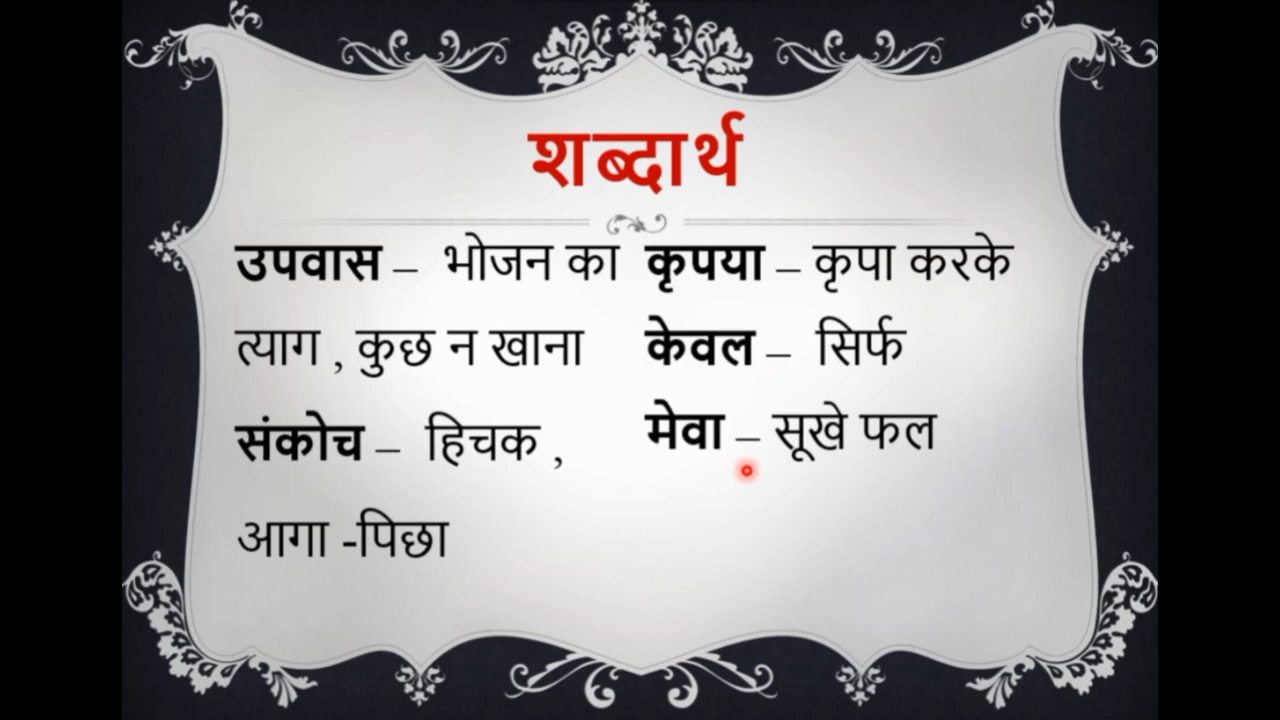 शब्दार्थ
उपवास – भोजन का
त्याग , कुछ न खाना
संकोच – हिचक ,
आगा -पिछा
कृपया – कृपा करके
केवल – सिर्फ
मेवा – सूखे फल